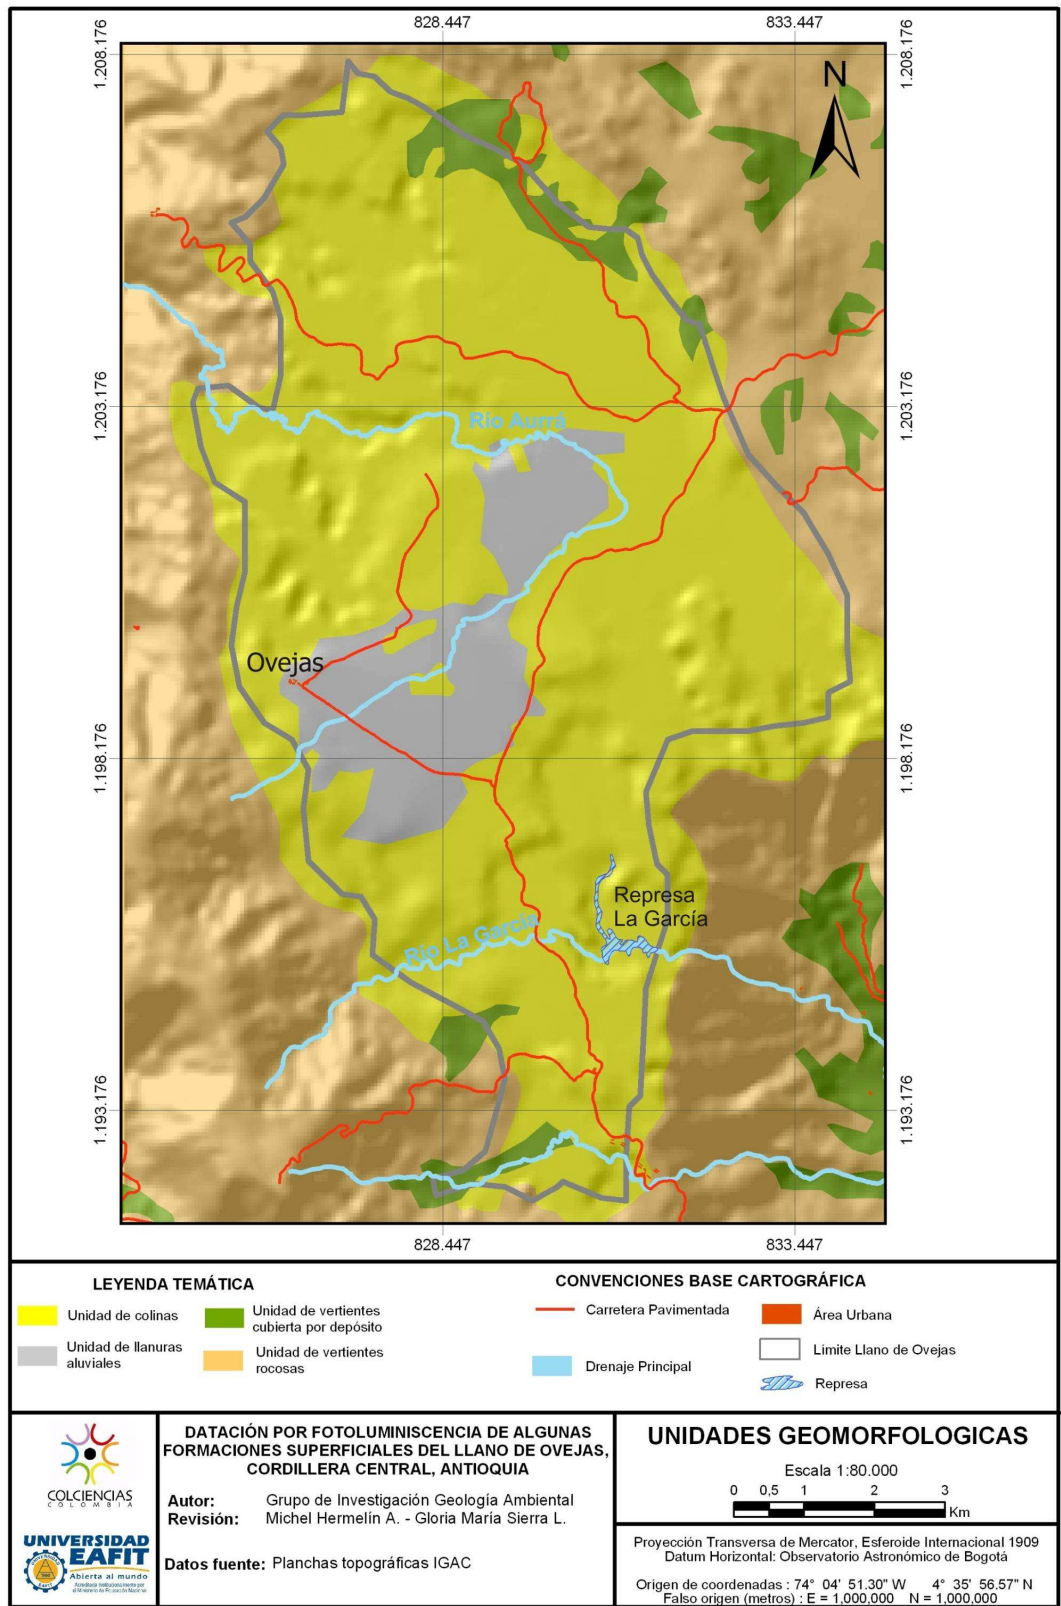 828.447
833.447
1.208.176
1.208.176
N
1.203.176
1.203.176
Río Aurrá
Ovejas
1.198.176
1.198.176
Represa
La García
Río La García
1.193.176
1.193.176
828.447
833.447
LEYENDA TEMÁTICA
Unidad de colinas
Unidad de vertientes
cubierta por depósito
Unidad de llanuras
aluviales
Unidad de vertientes
rocosas
CONVENCIONES BASE CARTOGRÁFICA
Carretera Pavimentada
Área Urbana
Limite Llano de Ovejas
Drenaje Principal
Represa
COLCIENCIAS
COLOMBIA
UNIVERSIDAD
EAFIT
Abierta al mundo
DATACIÓN POR FOTOLUMINISCENCIA DE ALGUNAS
FORMACIONES SUPERFICIALES DEL LLANO DE OVEJAS,
CORDILLERA CENTRAL, ANTIOQUIA
Autor: Grupo de Investigación Geología Ambiental
Revisión: Michel Hermelín A. - Gloria María Sierra L.
Datos fuente: Planchas topográficas IGAC
UNIDADES GEOMORFOLOGICAS
Escala 1:80.000
0 0,5 1 2 3
Km
Proyección Transversa de Mercator, Esferoide Internacional 1909
Datum Horizontal: Observatorio Astronómico de Bogotá
Origen de coordenadas : 74° 04' 51.30" W 4° 35' 56.57" N
Falso origen (metros) : E = 1,000,000 N = 1,000,000